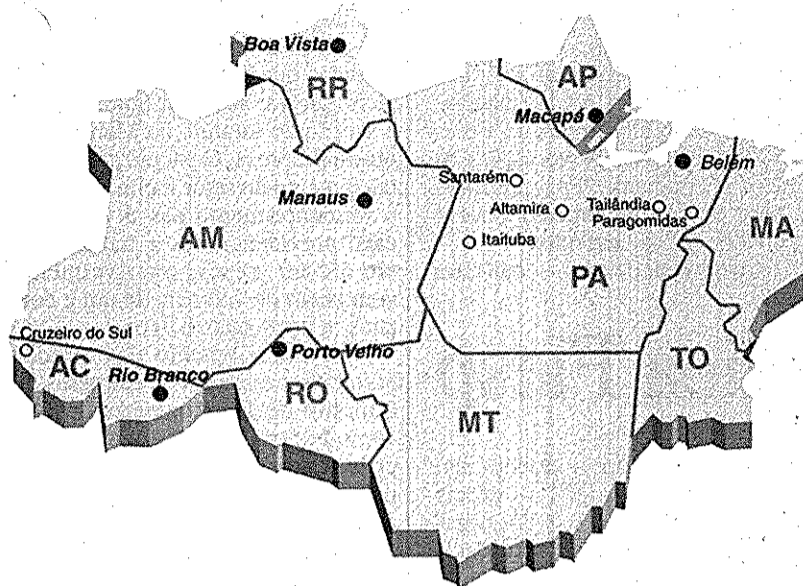 Boa Vista
RR
AP
Macapá
Belém
Santarém
Manaus
Altamira
Tailândia
Paragomidas
AM
Itaituba
MA
PA
Cruzeiro do Sul
AC
Porto Velho
TO
Rio Branco
RO
MT